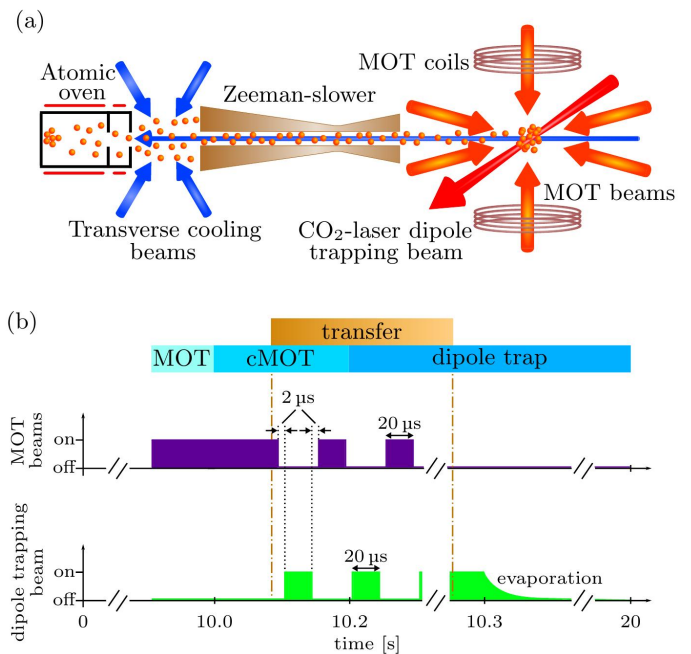 (a)
Atomic
oven
Zeeman-slower
MOT coils
Transverse cooling
beams
CO₂-laser dipole
trapping beam
MOT beams
(b)
transfer
MOT
cMOT
dipole trap
2 µs
20 µs
MOT
beams
on
off
20 µs
dipole trapping
beam
on
off
evaporation
0
10.0
10.2
10.3
20
time [s]